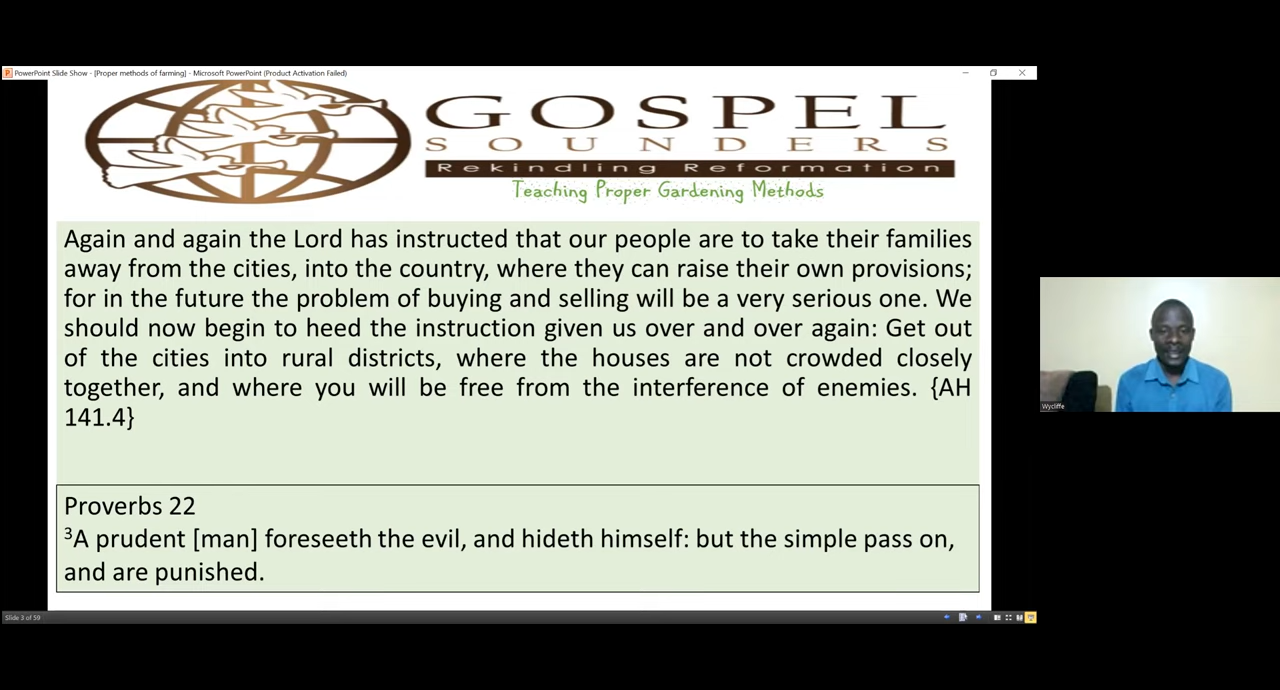 PowerPoint Slide Show - [Proper methods of farming] - Microsoft PowerPoint (Product Activation Failed)
GOSPEL
SOUNDERS
Rekindling Reformation
Teaching Proper Gardening Methods
Again and again the Lord has instructed that our people are to take their families
away from the cities, into the country, where they can raise their own provisions;
for in the future the problem of buying and selling will be a very serious one. We
should now begin to heed the instruction given us over and over again: Get out
of the cities into rural districts, where the houses are not crowded closely
together, and where you will be free from the interference of enemies. {AH
141.4}
Proverbs 22
3A prudent [man] foreseeth the evil, and hideth himself: but the simple pass on,
and are punished.
Wycliffe
Slide 3 of 59